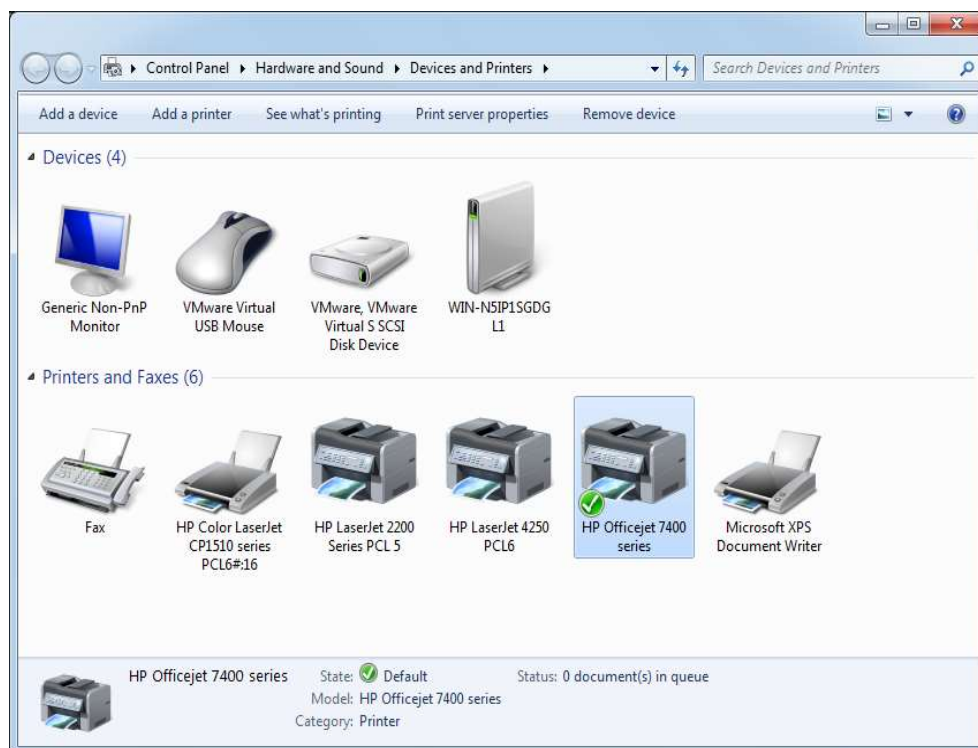 Control Panel Hardware and Sound Devices and Printers
Search Devices and Printers
Add a device Add a printer See what's printing Print server properties Remove device
Devices (4)
Generic Non-PnP
Monitor
VMware Virtual
USB Mouse
VMware, VMware
Virtual S SCSI
Disk Device
WIN-N5IP1SGDG
L1
Printers and Faxes (6)
Fax
HP Color LaserJet
CP1510 series
PCL6#:16
HP LaserJet 2200
Series PCL 5
HP LaserJet 4250
PCL6
HP Officejet 7400
series
Microsoft XPS
Document Writer
HP Officejet 7400 series State: Default Status: 0 document(s) in queue
Model: HP Officejet 7400 series
Category: Printer